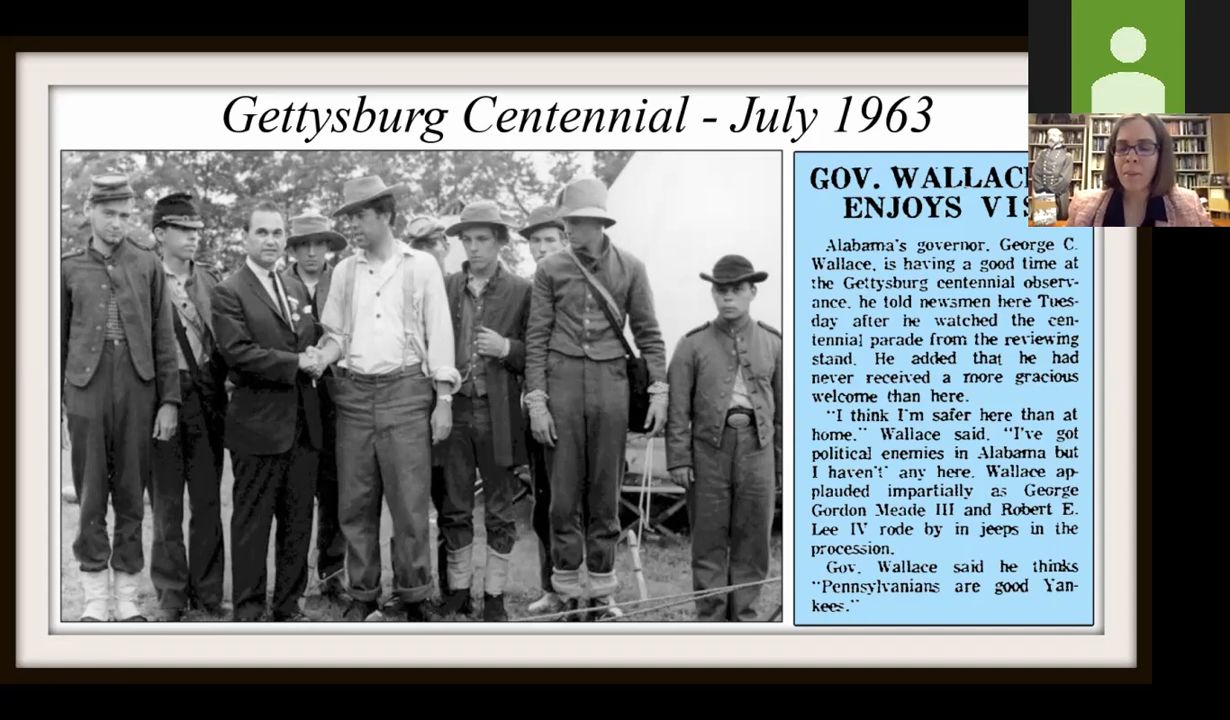 Gettysburg Centennial - July 1963
GOV. WALLAC
ENJOYS VIS
Alabama's governor, George C.
Wallace, is having a good time at
the Gettysburg centennial observ-
ance, he told newsmen here Tues-
day after he watched the cen-
tennial parade from the reviewing
stand. He added that he had
never received a more gracious
welcome than here.
"I think I'm safer here than at
home." Wallace said. "I've got
political enemies in Alabama but
I haven't any here. Wallace ap-
plauded impartially as George
Gordon Meade III and Robert E.
Lee IV rode by in jeeps in the
procession.
Gov. Wallace said he thinks
"Pennsylvanians are good Yan-
kees."